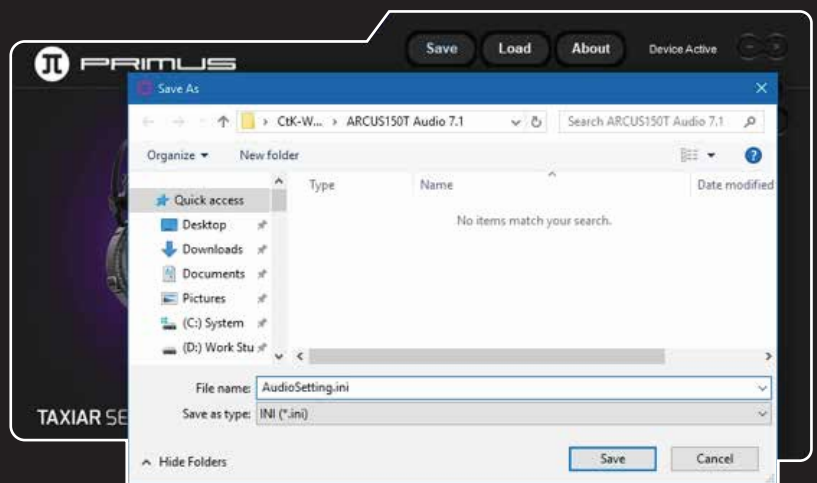 Save Load About Device Active
PRIMUS
Save As
CtK-W... > ARCUS150T Audio 7.1 Search ARCUS150T Audio 7.1
Organize New folder
Type Name Date modified
Quick access
No items match your search.
Desktop
Downloads
Documents
Pictures
(C:) System
(D:) Work Stu
File name: AudioSetting.ini
TAXIAR SE
Save as type: INI (*.ini)
Hide Folders Save Cancel